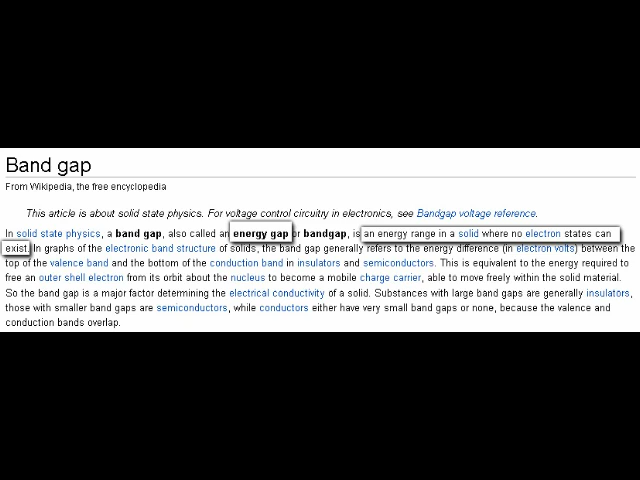 Band gap
From Wikipedia, the free encyclopedia
This article is about solid state physics. For voltage control circuitry in electronics, see Bandgap voltage reference.
In solid state physics, a band gap, also called an energy gap or bandgap, is an energy range in a solid where no electron states can
exist. In graphs of the electronic band structure of solids, the band gap generally refers to the energy difference (in electron volts) between the
top of the valence band and the bottom of the conduction band in insulators and semiconductors. This is equivalent to the energy required to
free an outer shell electron from its orbit about the nucleus to become a mobile charge carrier, able to move freely within the solid material.
So the band gap is a major factor determining the electrical conductivity of a solid. Substances with large band gaps are generally insulators,
those with smaller band gaps are semiconductors, while conductors either have very small band gaps or none, because the valence and
conduction bands overlap.